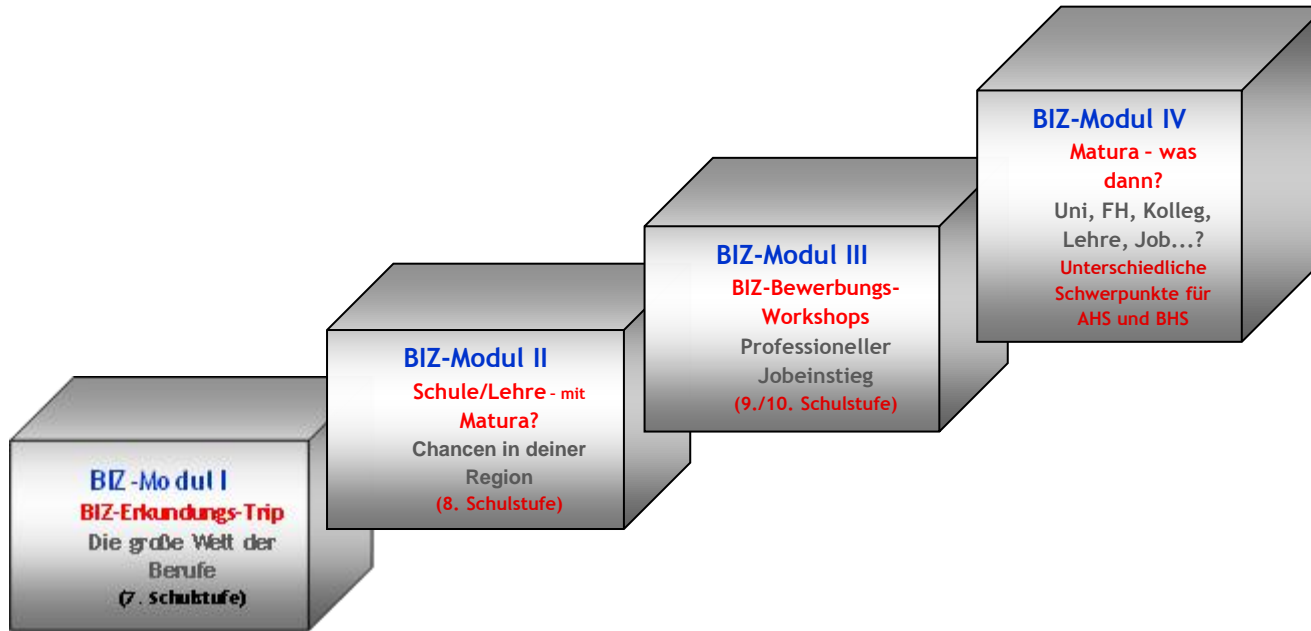 BIZ-Modul I
BIZ-Erkundungs-Trip
Die große Welt der
Berufe
(7. Schulstufe)
BIZ-Modul II
Schule/Lehre - mit
Matura?
Chancen in deiner
Region
(8. Schulstufe)
BIZ-Modul III
BIZ-Bewerbungs-
Workshops
Professioneller
Jobeinstieg
(9./10. Schulstufe)
BIZ-Modul IV
Matura – was
dann?
Uni, FH, Kolleg,
Lehre, Job...?
Unterschiedliche
Schwerpunkte für
AHS und BHS